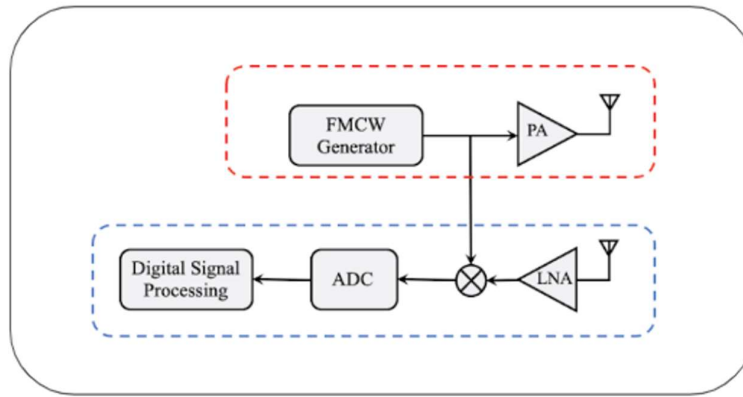 FMCW
Generator
PA
Digital Signal
Processing
ADC
LNA